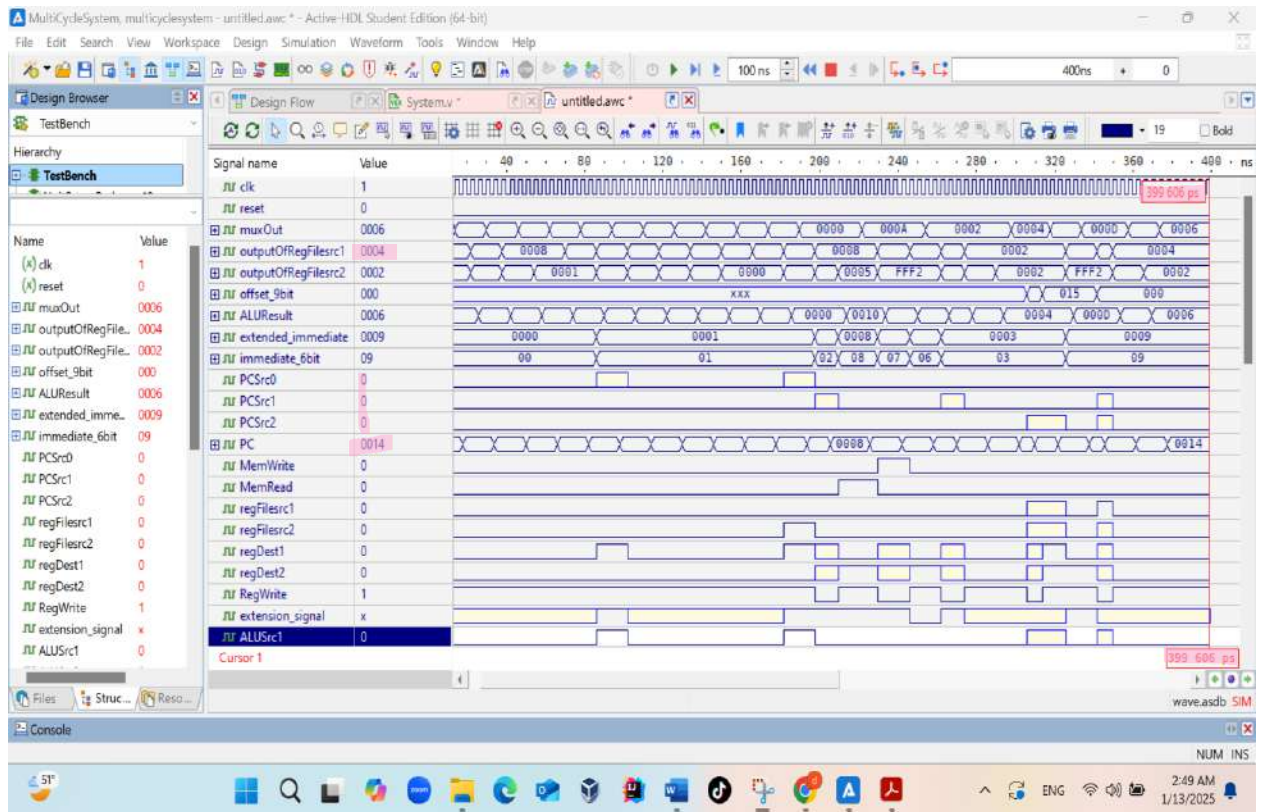 MultiCycleSystem, multicyclesystem - untitled.awc * - Active-HDL Student Edition (64-bit)
File Edit Search View Workspace Design Simulation Waveform Tools Window Help
100 ns 400ns + 0
Design Browser Design Flow System.v * untitled.awc *
TestBench 19 Bold
Hierarchy
TestBench
Signal name Value 40 80 120 160 200 240 280 320 360 400 ns
clk 1
399 606 ps
reset 0
muxOut 0006 0000 000A 0002 0004 000D 0006
outputOfRegFilesrc1 0004 0008 0008 0002 0004
outputOfRegFilesrc2 0002 0001 0000 0005 FFF2 0002 FFF2 0002
offset_9bit 000 xxx 015 000
ALUResult 0006 0000 0010 0004 000D 0006
extended_immediate 0009 0000 0001 0008 0003 0009
immediate_6bit 09 00 01 02 08 07 06 03 09
PCSrc0 0
PCSrc1 0
PCSrc2 0
PC 0014 0008 0014
MemWrite 0
MemRead 0
regFilesrc1 0
regFilesrc2 0
regDest1 0
regDest2 0
RegWrite 1
extension_signal x
ALUSrc1 0
Cursor 1 399 606 ps
Name Value
clk 1
reset 0
muxOut 0006
outputOfRegFile... 0004
outputOfRegFile... 0002
offset_9bit 000
ALUResult 0006
extended_imme... 0009
immediate_6bit 09
PCSrc0 0
PCSrc1 0
PCSrc2 0
regFilesrc1 0
regFilesrc2 0
regDest1 0
regDest2 0
RegWrite 1
extension_signal x
ALUSrc1 0
Files Struc... Reso...
wave.asdb SIM
Console
NUM INS
51°
ENG 2:49 AM
1/13/2025